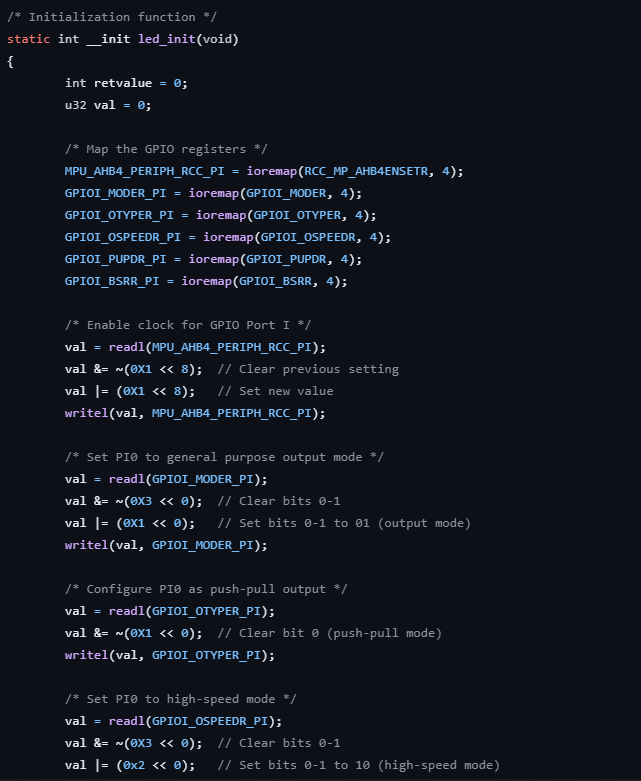 /* Initialization function */
static int __init led_init(void)
{
        int retvalue = 0;
        u32 val = 0;

        /* Map the GPIO registers */
        MPU_AHB4_PERIPH_RCC_PI = ioremap(RCC_MP_AHB4ENSETR, 4);
        GPIOI_MODER_PI = ioremap(GPIOI_MODER, 4);
        GPIOI_OTYPER_PI = ioremap(GPIOI_OTYPER, 4);
        GPIOI_OSPEEDR_PI = ioremap(GPIOI_OSPEEDR, 4);
        GPIOI_PUPDR_PI = ioremap(GPIOI_PUPDR, 4);
        GPIOI_BSRR_PI = ioremap(GPIOI_BSRR, 4);

        /* Enable clock for GPIO Port I */
        val = readl(MPU_AHB4_PERIPH_RCC_PI);
        val &= ~(0X1 << 8);  // Clear previous setting
        val |= (0X1 << 8);   // Set new value
        writel(val, MPU_AHB4_PERIPH_RCC_PI);

        /* Set PI0 to general purpose output mode */
        val = readl(GPIOI_MODER_PI);
        val &= ~(0X3 << 0);  // Clear bits 0-1
        val |= (0X1 << 0);   // Set bits 0-1 to 01 (output mode)
        writel(val, GPIOI_MODER_PI);

        /* Configure PI0 as push-pull output */
        val = readl(GPIOI_OTYPER_PI);
        val &= ~(0X1 << 0);  // Clear bit 0 (push-pull mode)
        writel(val, GPIOI_OTYPER_PI);

        /* Set PI0 to high-speed mode */
        val = readl(GPIOI_OSPEEDR_PI);
        val &= ~(0X3 << 0);  // Clear bits 0-1
        val |= (0x2 << 0);   // Set bits 0-1 to 10 (high-speed mode)